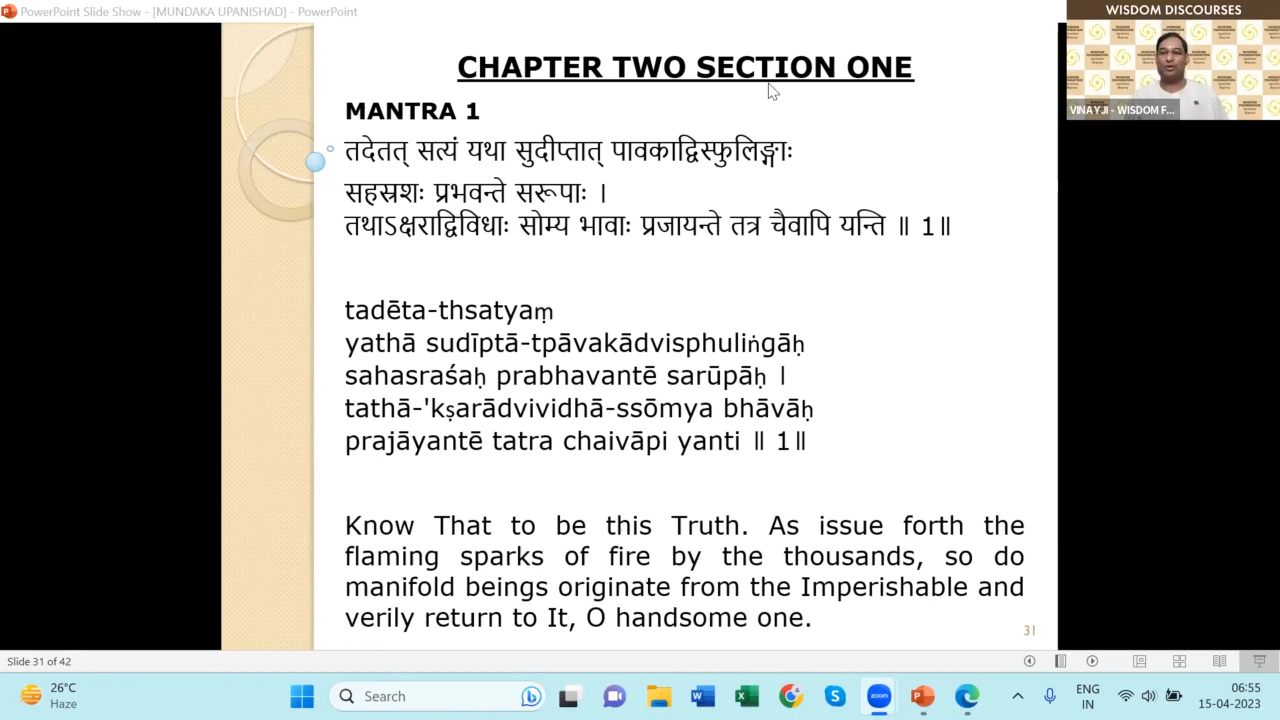 PowerPoint Slide Show - [MUNDAKA UPANISHAD] - PowerPoint
WISDOM DISCOURSES
VINAYJI - WISDOM F...
CHAPTER TWO SECTION ONE
MANTRA 1
तदेतत् सत्यं यथा सुदीप्तात् पावकाद्विस्फुलिङ्गाः
सहस्रशः प्रभवन्ते सरूपाः ।
तथाऽक्षराद्विविधाः सोम्य भावाः प्रजायन्ते तत्र चैवापि यन्ति ॥ 1॥
tadēta-thsatyaṃ
yathā sudīptā-tpāvakādvisphuliṅgāḥ
sahasraśaḥ prabhavantē sarūpāḥ ।
tathā-'kṣarādvividhā-ssōmya bhāvāḥ
prajāyantē tatra chaivāpi yanti ॥ 1॥
Know That to be this Truth. As issue forth the
flaming sparks of fire by the thousands, so do
manifold beings originate from the Imperishable and
verily return to It, O handsome one.
31
Slide 31 of 42
26°C
Haze
Search
ENG
IN
06:55
15-04-2023